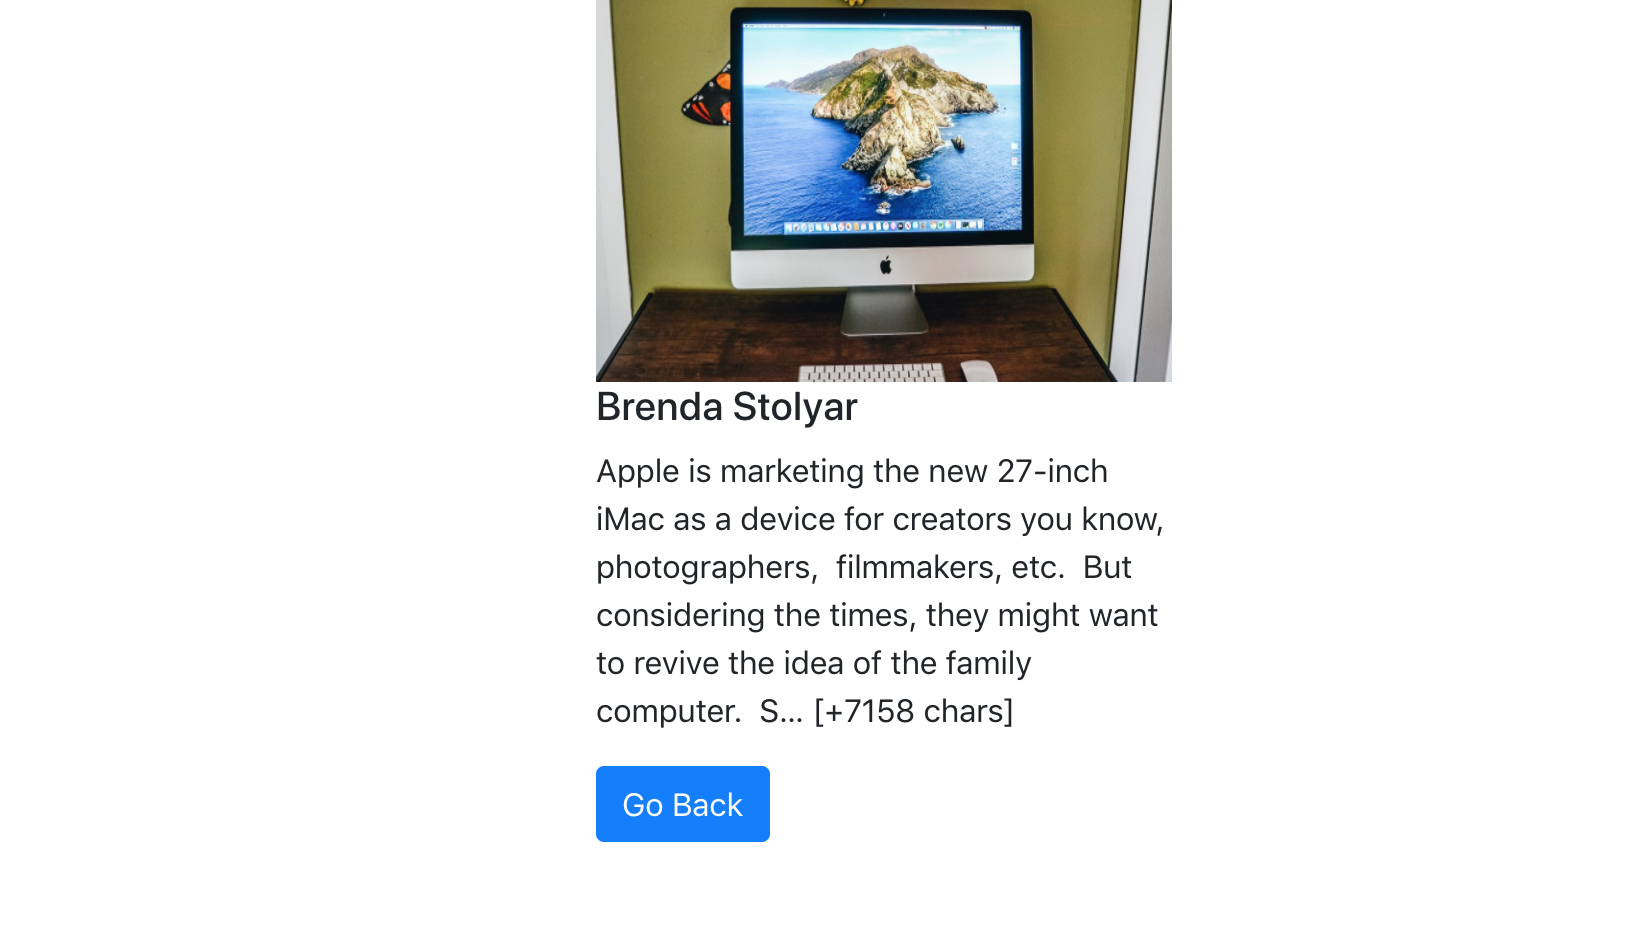 Brenda Stolyar
Apple is marketing the new 27-inch
iMac as a device for creators you know,
photographers,  filmmakers, etc.  But
considering the times, they might want
to revive the idea of the family
computer.  S... [+7158 chars]
Go Back